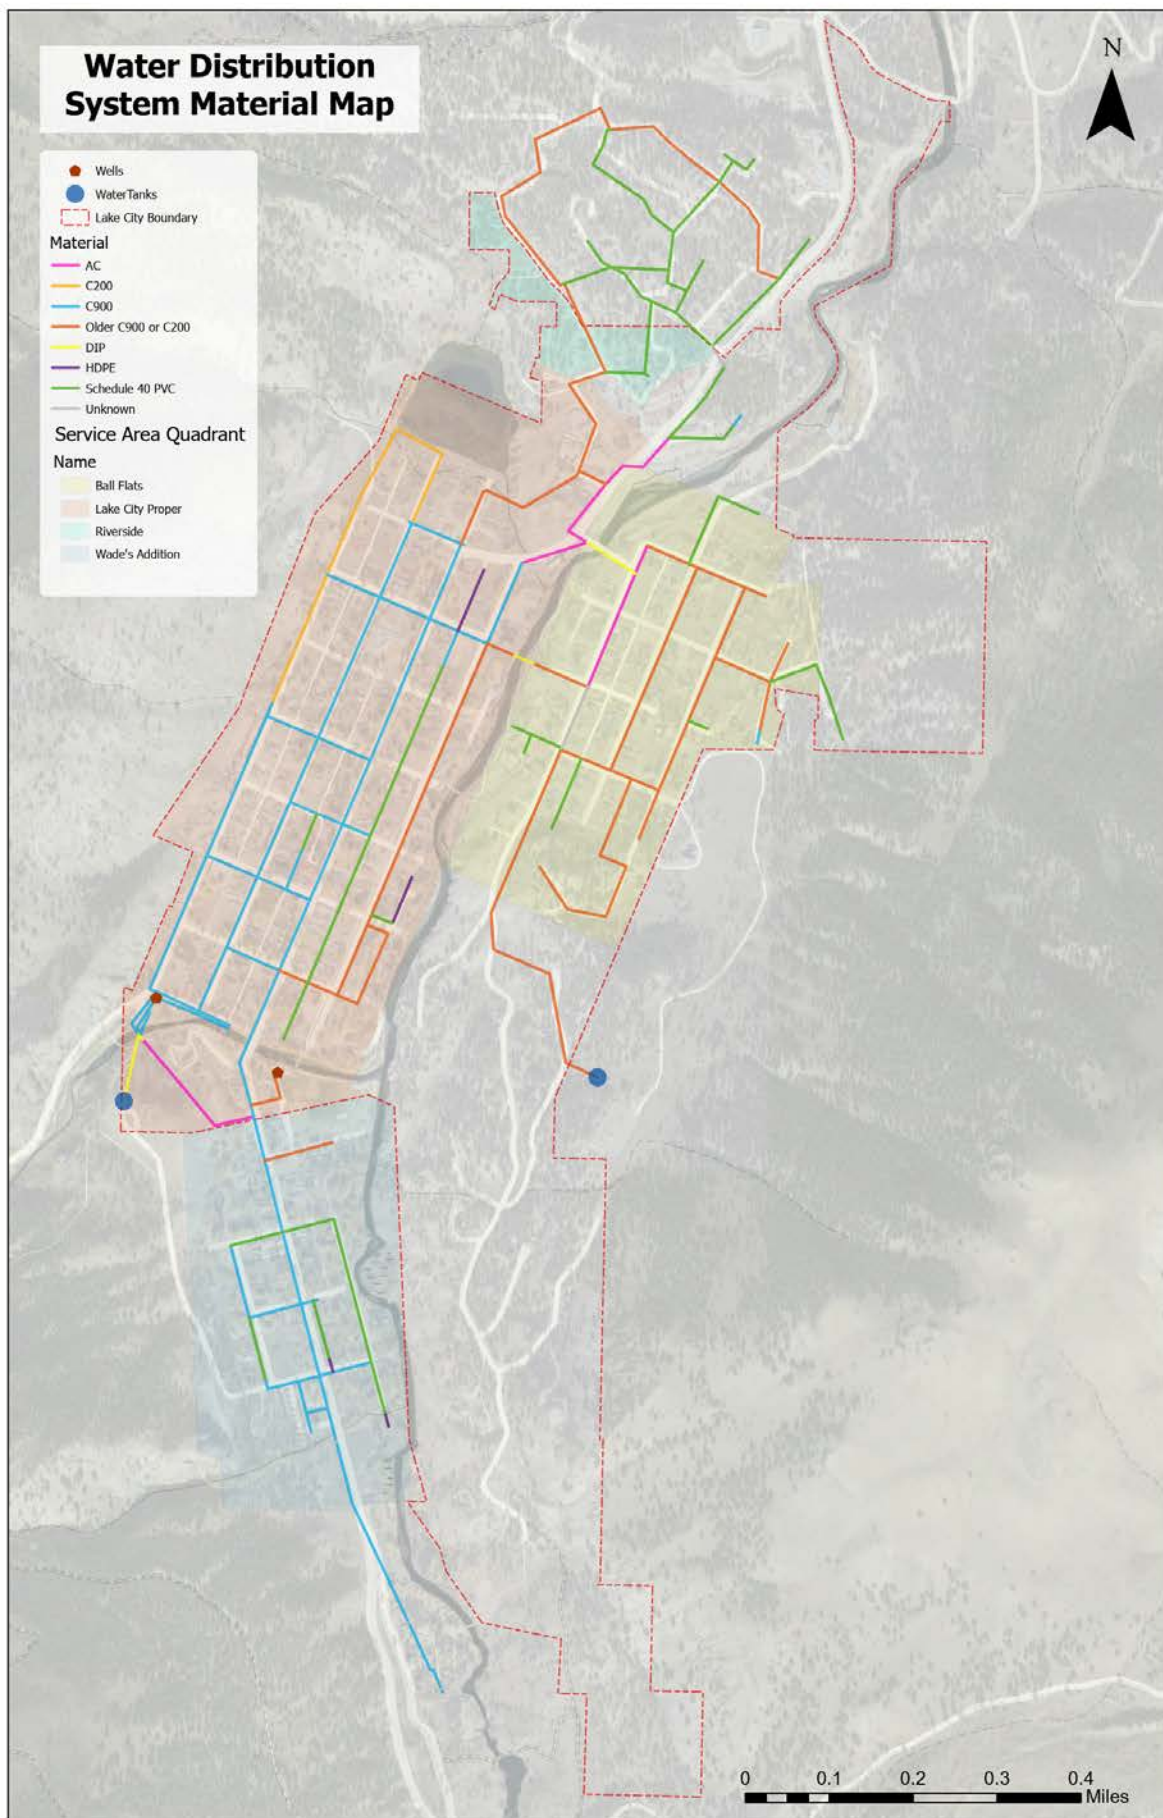 Water Distribution
System Material Map
N
Wells
WaterTanks
Lake City Boundary
Material
AC
C200
C900
Older C900 or C200
DIP
HDPE
Schedule 40 PVC
Unknown
Service Area Quadrant
Name
Ball Flats
Lake City Proper
Riverside
Wade's Addition
0 0.1 0.2 0.3 0.4
Miles